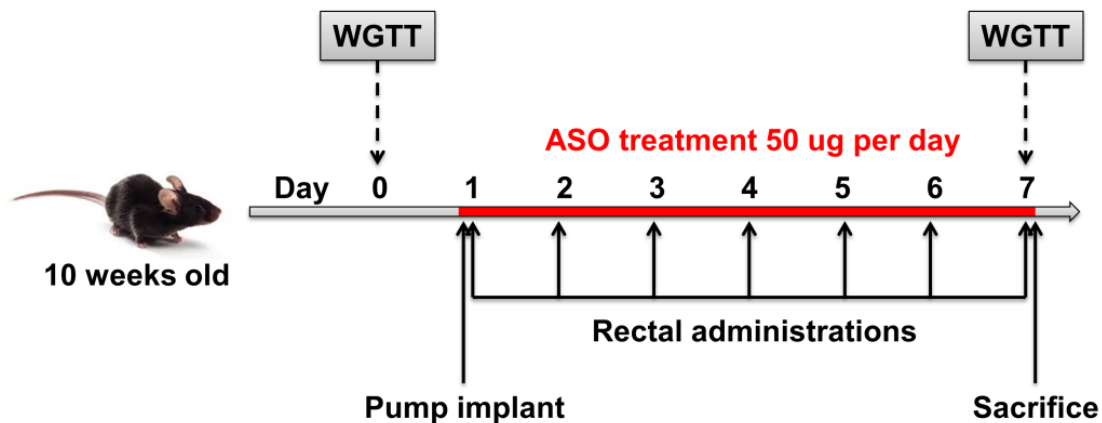 WGTT
WGTT
ASO treatment 50 ug per day
Day 0 1 2 3 4 5 6 7
10 weeks old
Rectal administrations
Pump implant
Sacrifice